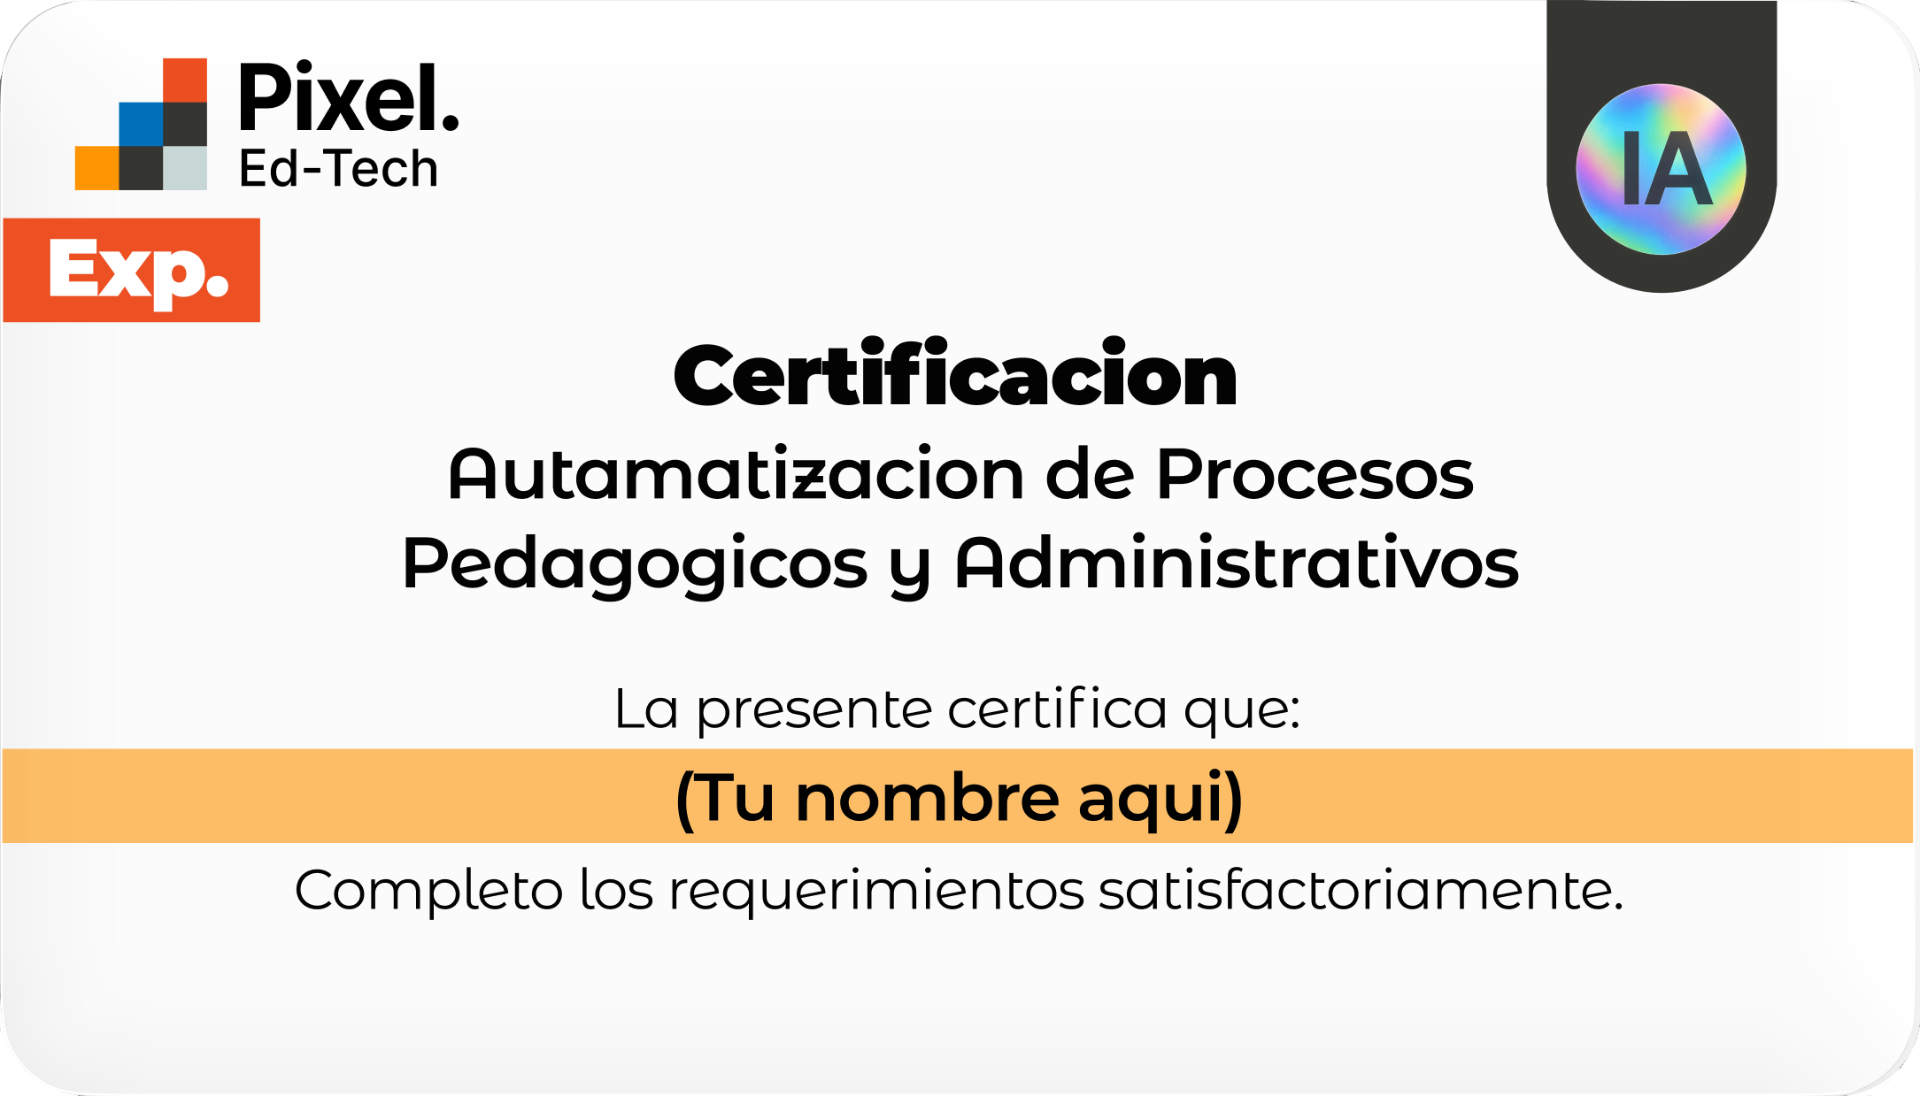 Pixel.
Ed-Tech
IA
Exp.
Certificacion
Autamatizacion de Procesos
Pedagogicos y Administrativos
La presente certifica que:
(Tu nombre aqui)
Completo los requerimientos satisfactoriamente.